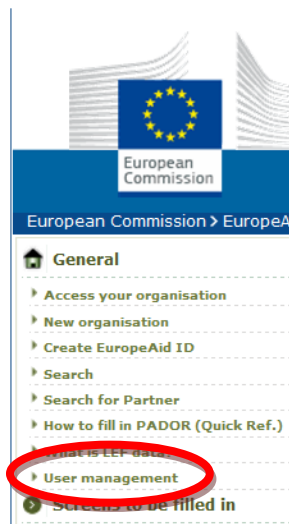 European
Commission
European Commission > EuropeA
General
Access your organisation
New organisation
Create EuropeAid ID
Search
Search for Partner
How to fill in PADOR (Quick Ref.)
What is LEF data?
User management
Screens to be filled in